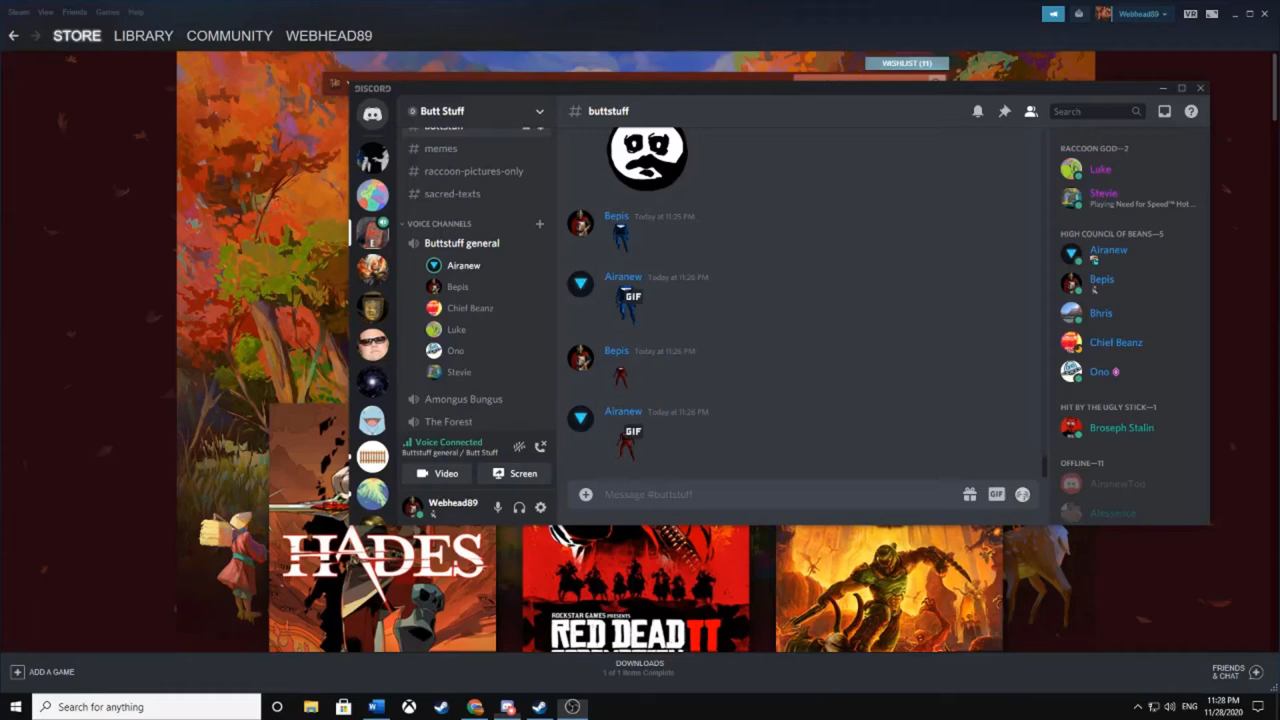 Steam View Friends Games Help
Webhead89
VR
STORE LIBRARY COMMUNITY WEBHEAD89
WISHLIST (11)
DISCORD
Butt Stuff
buttstuff
Search
buttstuff
memes
raccoon-pictures-only
sacred-texts
VOICE CHANNELS
Buttstuff general
Airanew
Bepis
Chief Beanz
Luke
Ono
Stevie
Amongus Bungus
The Forest
Voice Connected
Buttstuff general / Butt Stuff
Video
Screen
Webhead89
E
Bepis Today at 11:25 PM
Airanew Today at 11:26 PM
GIF
Bepis Today at 11:26 PM
Airanew Today at 11:26 PM
GIF
Message #buttstuff
GIF
RACCOON GOD—2
Luke
Stevie
Playing Need for Speed™ Hot ...
HIGH COUNCIL OF BEANS—5
Airanew
Bepis
Bhris
Chief Beanz
Ono
HIT BY THE UGLY STICK—1
Broseph Stalin
OFFLINE—11
AiranewToo
Alessence
HADES
ROCKSTAR GAMES PRESENTS
RED DEAD II
ADD A GAME
DOWNLOADS
1 of 1 Items Complete
FRIENDS
& CHAT
Search for anything
ENG
11:28 PM
11/28/2020